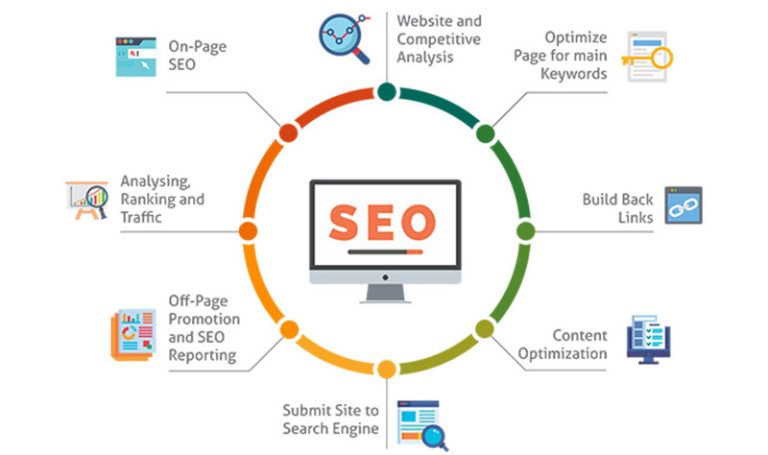 Website and
Competitive
Analysis
Optimize
Page for main
Keywords
Build Back
Links
Content
Optimization
Submit Site to
Search Engine
Off-Page
Promotion
and SEO
Reporting
Analysing,
Ranking and
Traffic
On-Page
SEO
SEO